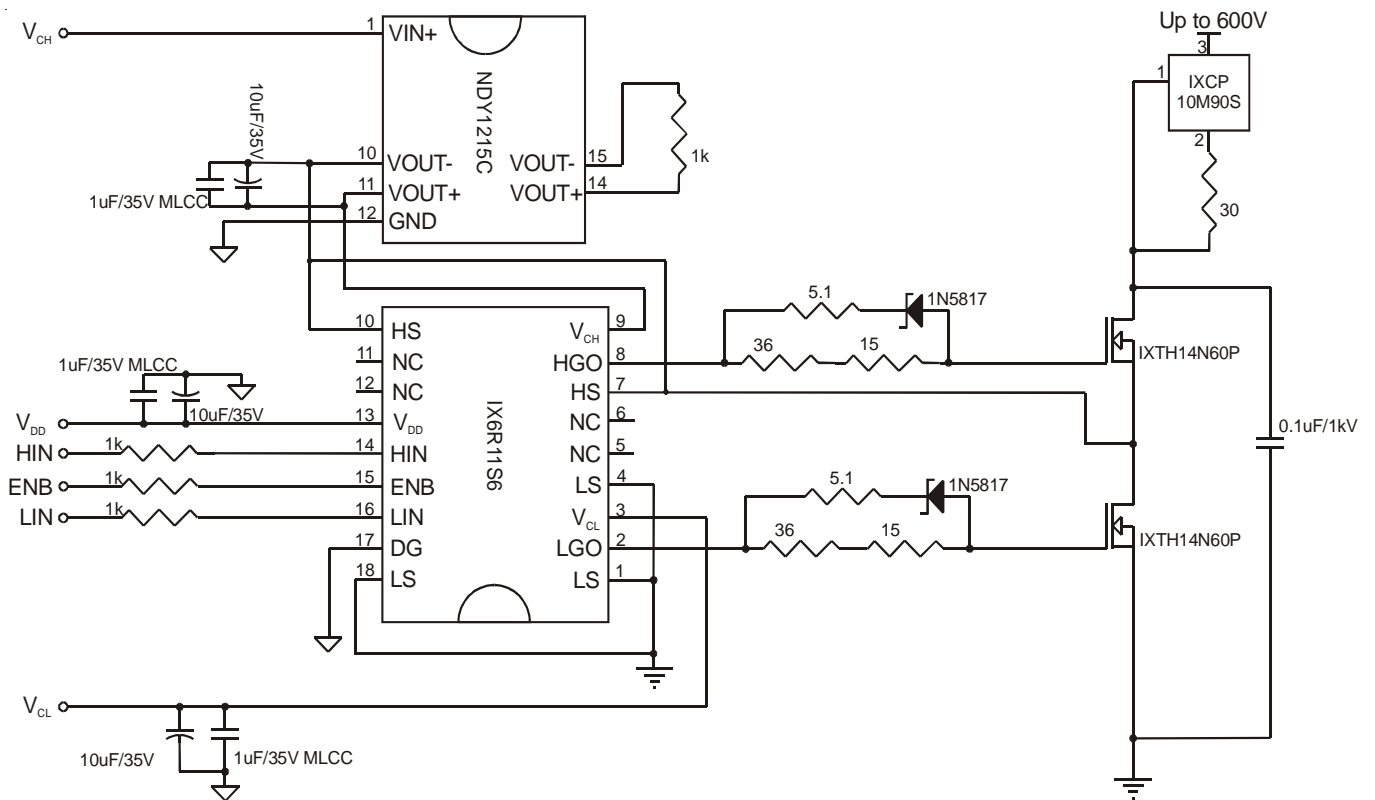 Up to 600V
V_CH
1
VIN+
3
1
IXCP
10M90S
2
10uF/35V
NDY1215C
10
VOUT-
VOUT-
15
1k
11
VOUT+
VOUT+
14
1uF/35V MLCC
12
GND
30
5.1
1N5817
10
HS
V_CH
9
36
15
IXTH14N60P
11
NC
HGO
8
1uF/35V MLCC
12
NC
HS
7
10uF/35V
V_DD
13
V_DD
IX6R11S6
NC
6
0.1uF/1kV
HIN
1k
14
HIN
NC
5
ENB
1k
15
ENB
LS
4
5.1
1N5817
LIN
1k
16
LIN
V_CL
3
36
15
IXTH14N60P
17
DG
LGO
2
18
LS
LS
1
V_CL
10uF/35V
1uF/35V MLCC